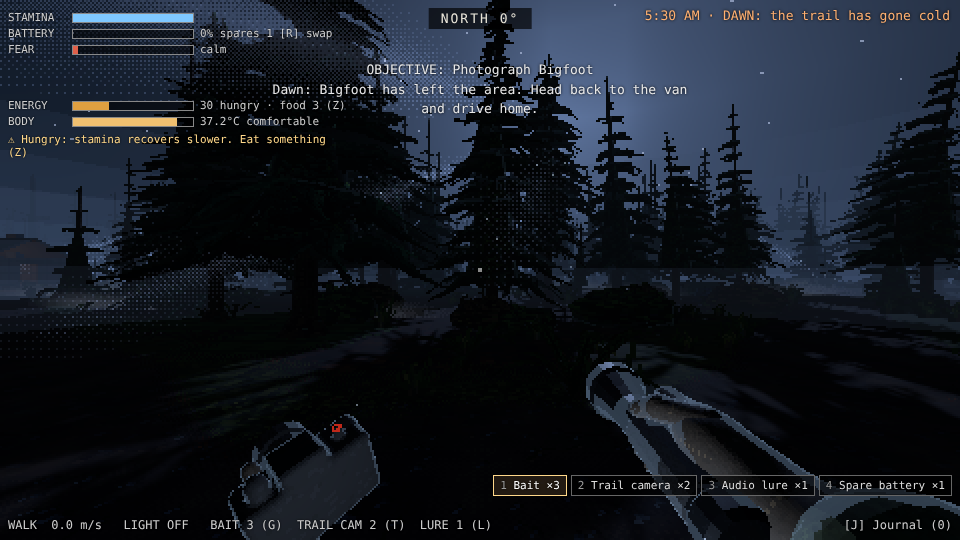 STAMINA
BATTERY 0% spares 1 [R] swap
FEAR calm
NORTH 0°
5:30 AM · DAWN: the trail has gone cold
OBJECTIVE: Photograph Bigfoot
Dawn: Bigfoot has left the area. Head back to the van
and drive home.
ENERGY 30 hungry · food 3 (Z)
BODY 37.2°C comfortable
⚠ Hungry: stamina recovers slower. Eat something
(Z)
1 Bait ×3 2 Trail camera ×2 3 Audio lure ×1 4 Spare battery ×1
WALK 0.0 m/s LIGHT OFF BAIT 3 (G) TRAIL CAM 2 (T) LURE 1 (L) [J] Journal (0)